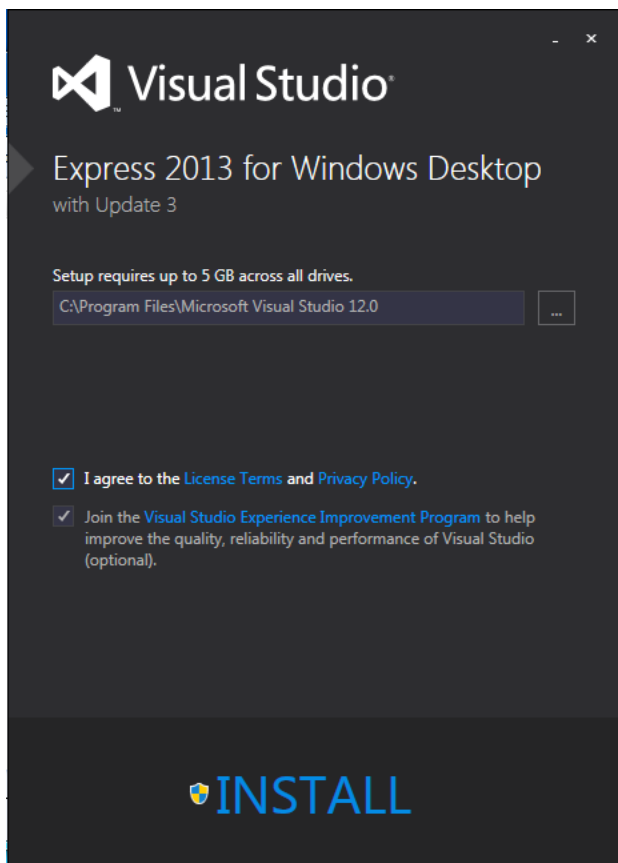 Visual Studio®
™
Express 2013 for Windows Desktop
with Update 3
Setup requires up to 5 GB across all drives.
C:\Program Files\Microsoft Visual Studio 12.0
...
I agree to the License Terms and Privacy Policy.
Join the Visual Studio Experience Improvement Program to help
improve the quality, reliability and performance of Visual Studio
(optional).
INSTALL